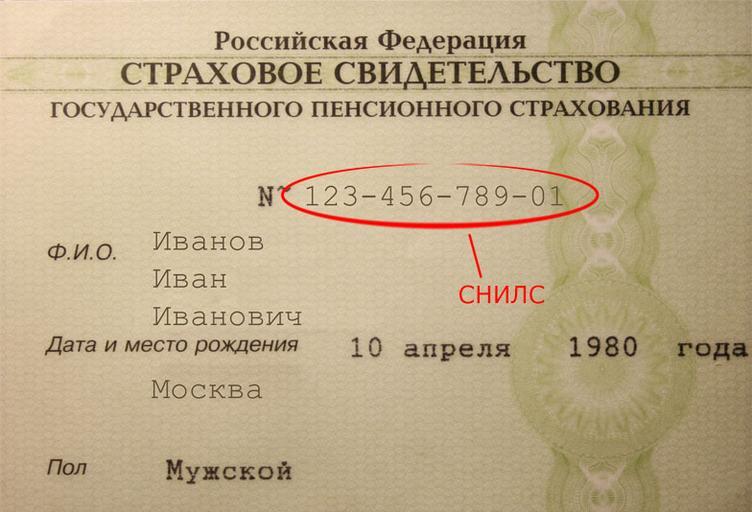 Российская Федерация
СТРАХОВОЕ СВИДЕТЕЛЬСТВО
ГОСУДАРСТВЕННОГО ПЕНСИОННОГО СТРАХОВАНИЯ
№ 123-456-789-01
СНИЛС
Ф.И.О. Иванов
Иван
Иванович
Дата и место рождения 10 апреля 1980 года
Москва
Пол Мужской